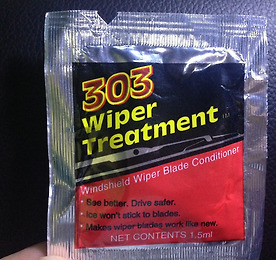 303
Wiper
Treatment™
Windshield Wiper Blade Conditioner
• See better. Drive safer.
• Ice won't stick to blades.
• Makes wiper blades work like new.
NET CONTENTS 1.5ml